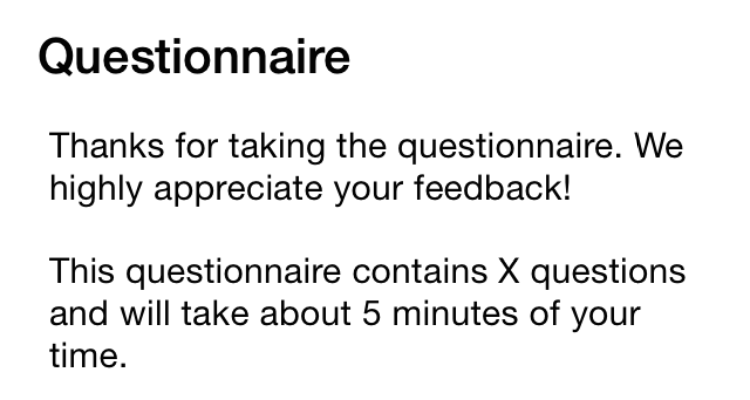 Questionnaire
Thanks for taking the questionnaire. We
highly appreciate your feedback!
This questionnaire contains X questions
and will take about 5 minutes of your
time.